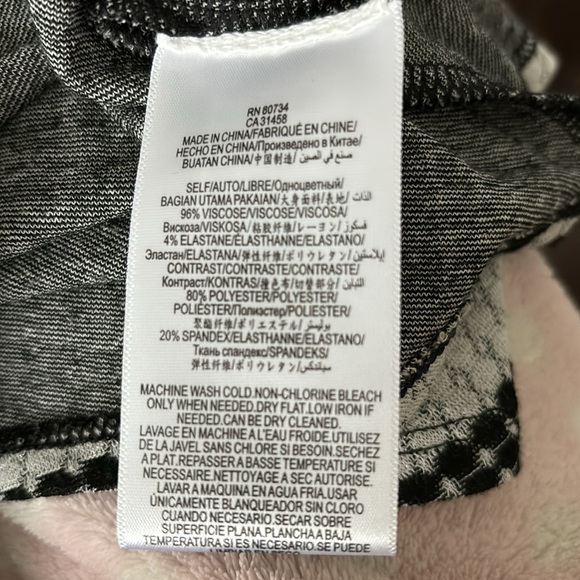 RN 80734
CA 31458
MADE IN CHINA/FABRIQUÉ EN CHINE/
HECHO EN CHINA/Произведено в Китае/
BUATAN CHINA/中国制造/صنع في الصين/
SELF/AUTO/LIBRE/Одноцветный/
BAGIAN UTAMA PAKAIAN/大身面料/表地/الذات/
96% VISCOSE/VISCOSE/VISCOSA/
Вискоза/VISKOSA/粘胶纤维/レーヨン/فسكوز/
4% ELASTANE/ÉLASTHANNE/ELASTANO/
Эластан/ELASTANA/弹性纤维/ポリウレタン/إيلاستين/
CONTRAST/CONTRASTE/CONTRASTE/
Контраст/KONTRAS/撞色布/切替部分/التباين/
80% POLYESTER/POLYESTER/
POLIÉSTER/Полиэстер/POLIESTER/
聚酯纤维/ポリエステル/بوليستر/
20% SPANDEX/ÉLASTHANNE/ELASTANO/
Ткань спандекс/SPANDEKS/
弹性纤维/ポリウレタン/سباندكس/
MACHINE WASH COLD.NON-CHLORINE BLEACH
ONLY WHEN NEEDED.DRY FLAT.LOW IRON IF
NEEDED.CAN BE DRY CLEANED.
LAVAGE EN MACHINE A L'EAU FROIDE.UTILISEZ
DE LA JAVEL SANS CHLORE SI BESOIN.SECHEZ
A PLAT.REPASSER A BASSE TEMPERATURE SI
NECESSAIRE.NETTOYAGE A SEC AUTORISE.
LAVAR A MAQUINA EN AGUA FRIA.USAR
ÚNICAMENTE BLANQUEADOR SIN CLORO
CUANDO NECESARIO.SECAR SOBRE
SUPERFICIE PLANA.PLANCHA A BAJA
TEMPERATURA SI ES NECESARIO.SE PUEDE